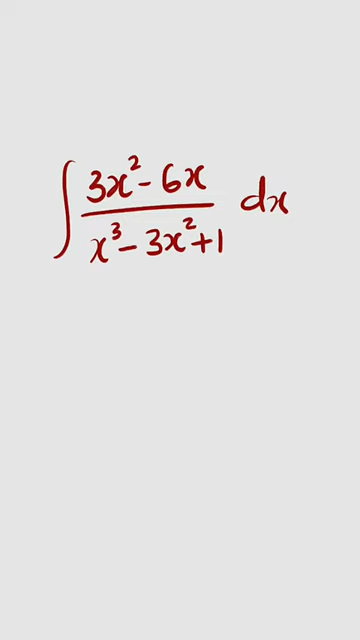 ∫ 3x² - 6x / x³ - 3x² + 1 dx